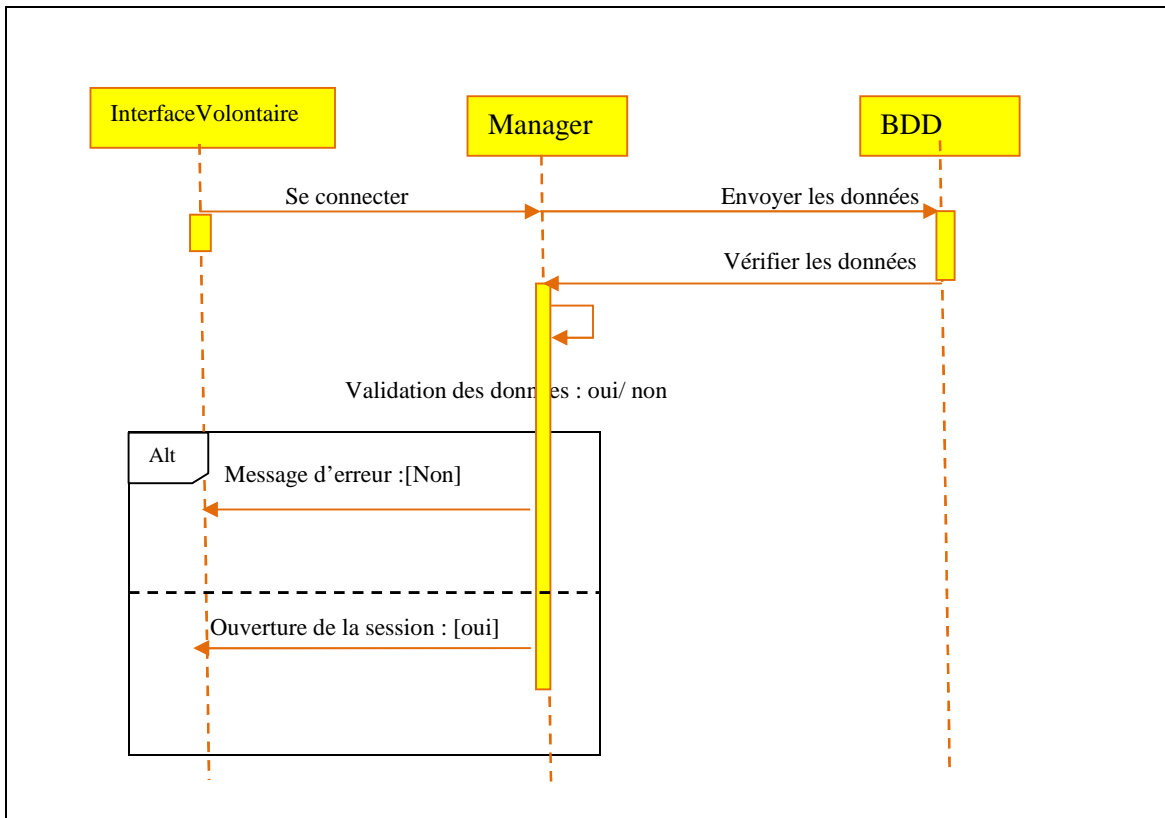 InterfaceVolontaire
Manager
BDD
Se connecter
Envoyer les données
Vérifier les données
Validation des données : oui/ non
Alt
Message d’erreur :[Non]
Ouverture de la session : [oui]